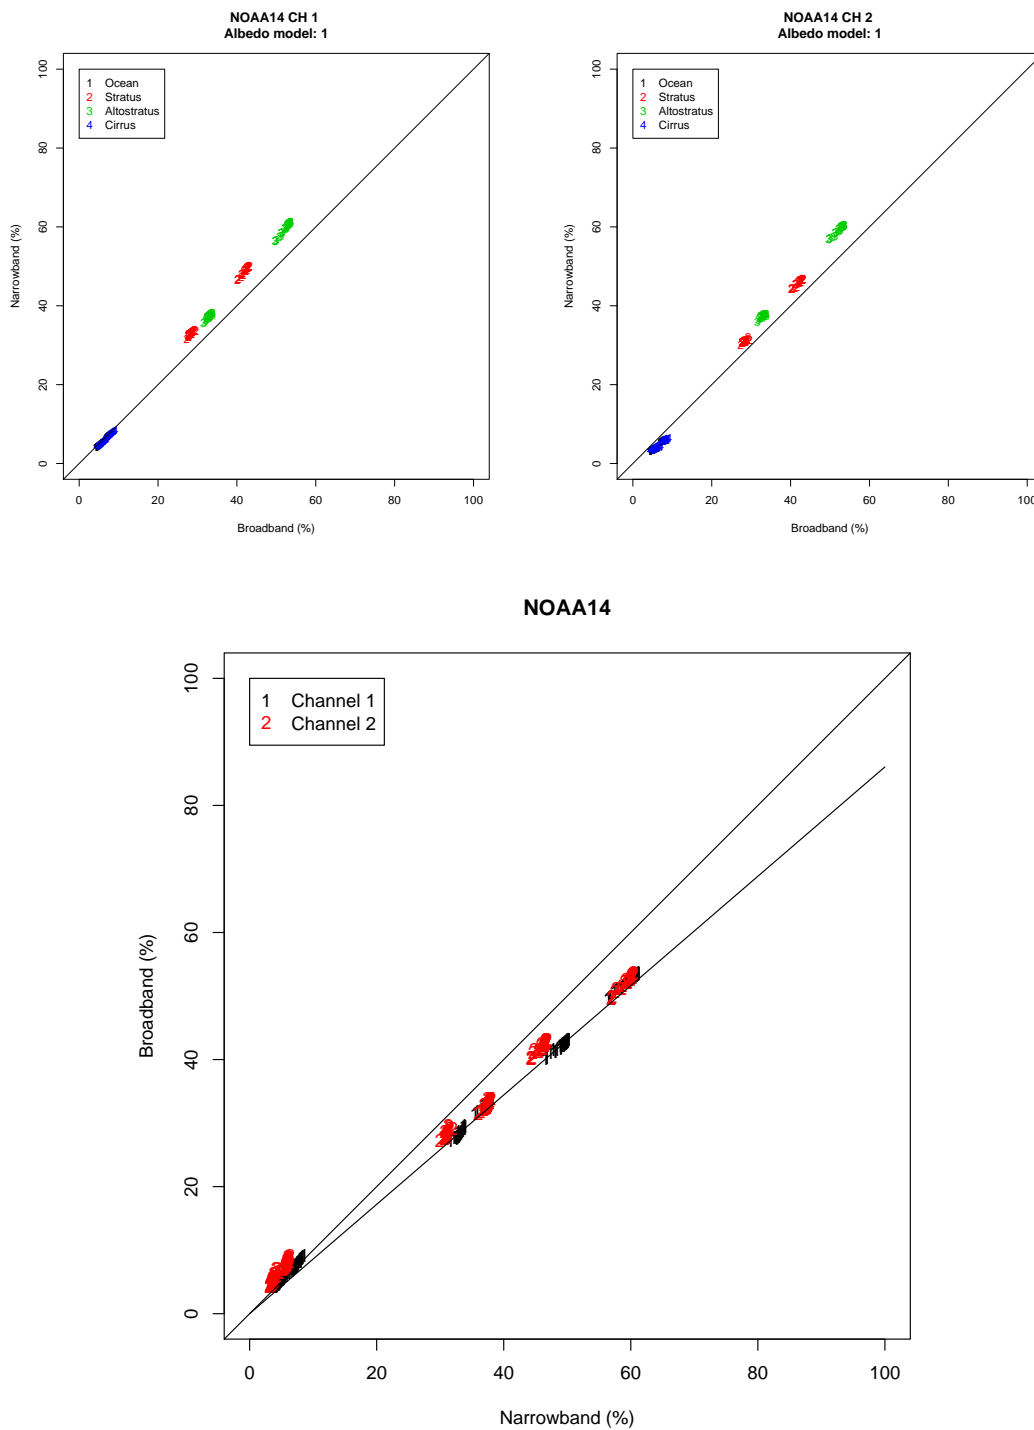 NOAA14 CH 1
Albedo model: 1
100
80
60
40
20
0
Narrowband (%)
1 Ocean
2 Stratus
3 Altostratus
4 Cirrus
0 20 40 60 80 100
Broadband (%)
NOAA14 CH 2
Albedo model: 1
100
80
60
40
20
0
Narrowband (%)
1 Ocean
2 Stratus
3 Altostratus
4 Cirrus
0 20 40 60 80 100
Broadband (%)
NOAA14
100
80
60
40
20
0
Broadband (%)
1 Channel 1
2 Channel 2
0 20 40 60 80 100
Narrowband (%)